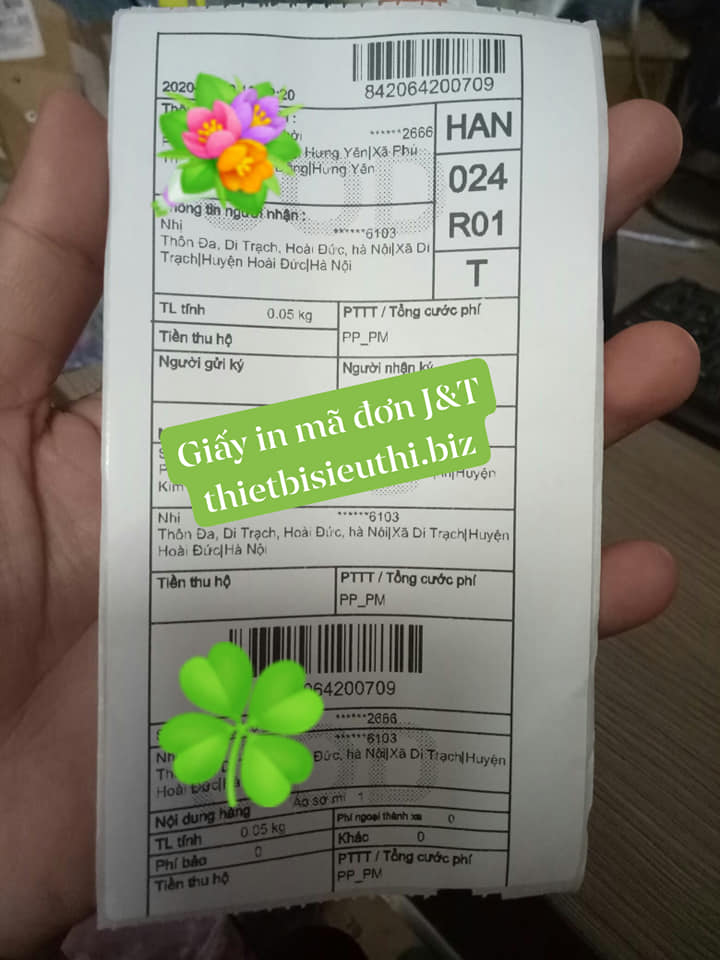 842064200709
HAN
024
R01
T
******2666
Hưng Yên|Xã Phú
Hưng Yên
Thông tin người nhận :
Nhi
******6103
Thôn Đa, Di Trạch, Hoài Đức, hà Nội|Xã Di
Trạch|Huyện Hoài Đức|Hà Nội
TL tính 0.05 kg
PTTT / Tổng cước phí
Tiền thu hộ
PP_PM
Người gửi ký
Người nhận ký
Giấy in mã đơn J&T
thietbisieuthi.biz
Kim
Huyện
Nhi ******6103
Thôn Đa, Di Trạch, Hoài Đức, hà Nội|Xã Di Trạch|Huyện
Hoài Đức|Hà Nội
Tiền thu hộ
PTTT / Tổng cước phí
PP_PM
64200709
******2666
******6103
Đức, hà Nội|Xã Di Trạch|Huyện
Hoài Đức
Áo sơ mi 1
Nội dung hàng
Phí ngoại thành xa 0
TL tính 0.05 kg
Khác 0
Phí bảo 0
PTTT / Tổng cước phí
Tiền thu hộ
PP_PM